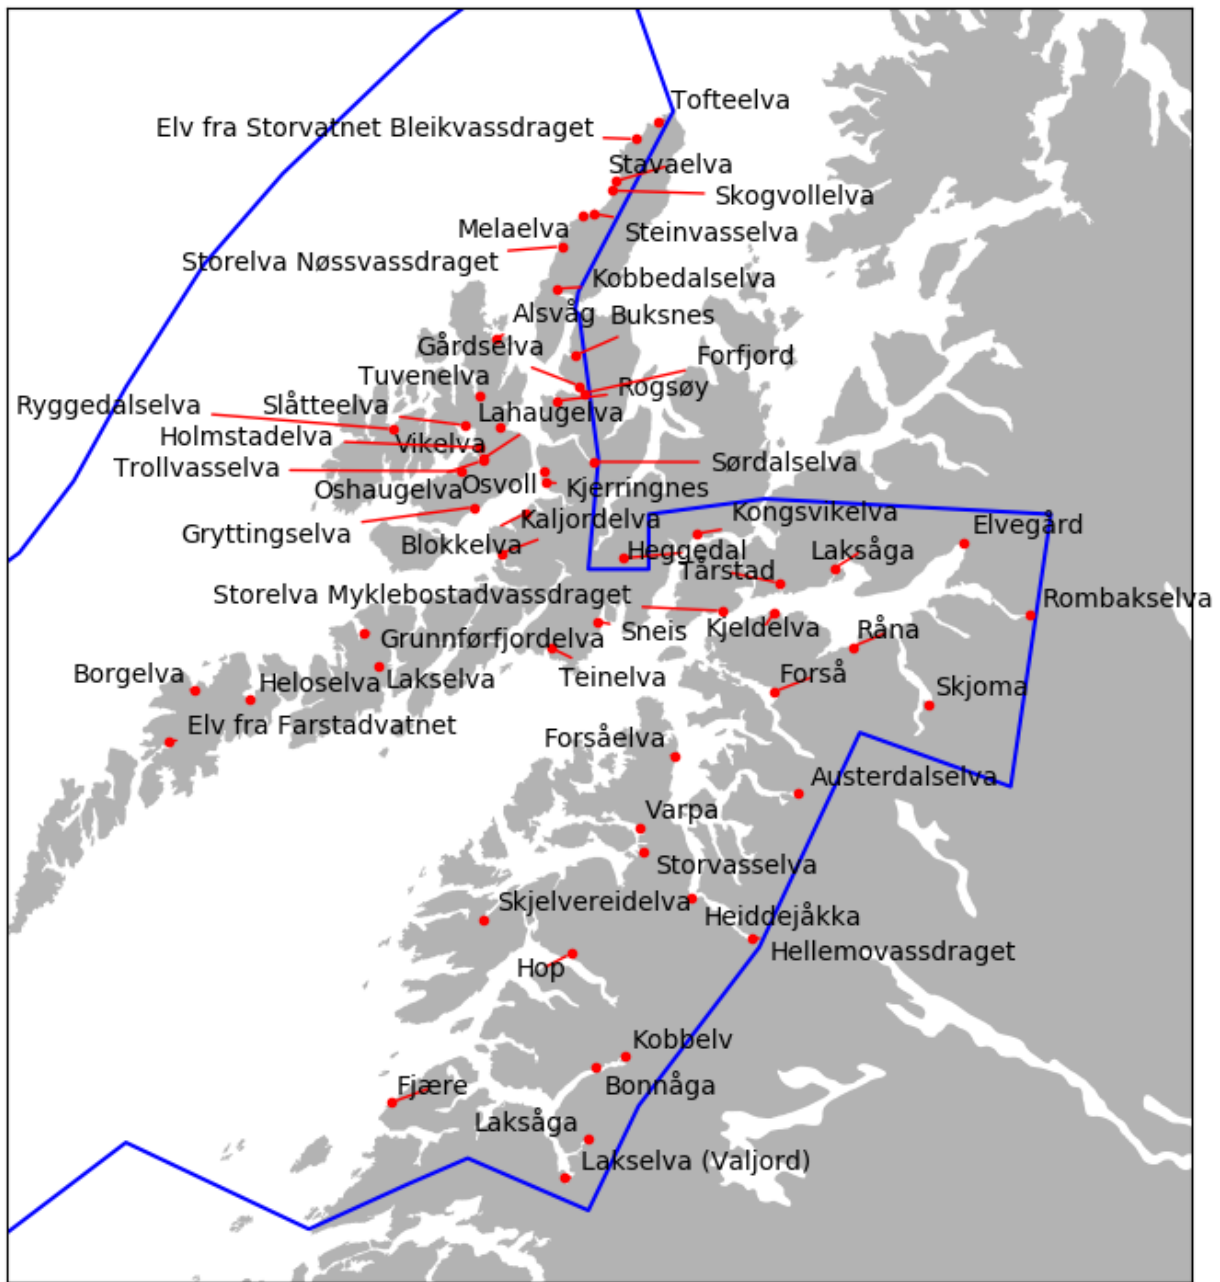 Tofteelva
Elv fra Storvatnet Bleikvassdraget
Stavaelva
Skogvollelva
Melaelva
Steinvasselva
Storelva Nøssvassdraget
Kobbedalselva
Alsvåg
Buksnes
Gårdselva
Forfjord
Tuvenelva
Rogsøy
Ryggedalselva
Slåtteelva
Lahaugelva
Holmstadelva
Vikelva
Trollvasselva
Sørdalselva
Oshaugelva
Osvoll
Kjerringnes
Gryttingselva
Kaljordelva
Kongsvikelva
Elvegård
Blokkelva
Heggedal
Laksåga
Tårstad
Storelva Myklebostadvassdraget
Rombakselva
Grunnførfjordelva
Sneis
Kjeldelva
Råna
Borgelva
Heloselva
Lakselva
Teinelva
Forså
Skjoma
Elv fra Farstadvatnet
Forsåelva
Austerdalselva
Varpa
Storvasselva
Skjelvereidelva
Heiddejåkka
Hellemovassdraget
Hop
Kobbelv
Fjære
Bonnåga
Laksåga
Lakselva (Valjord)